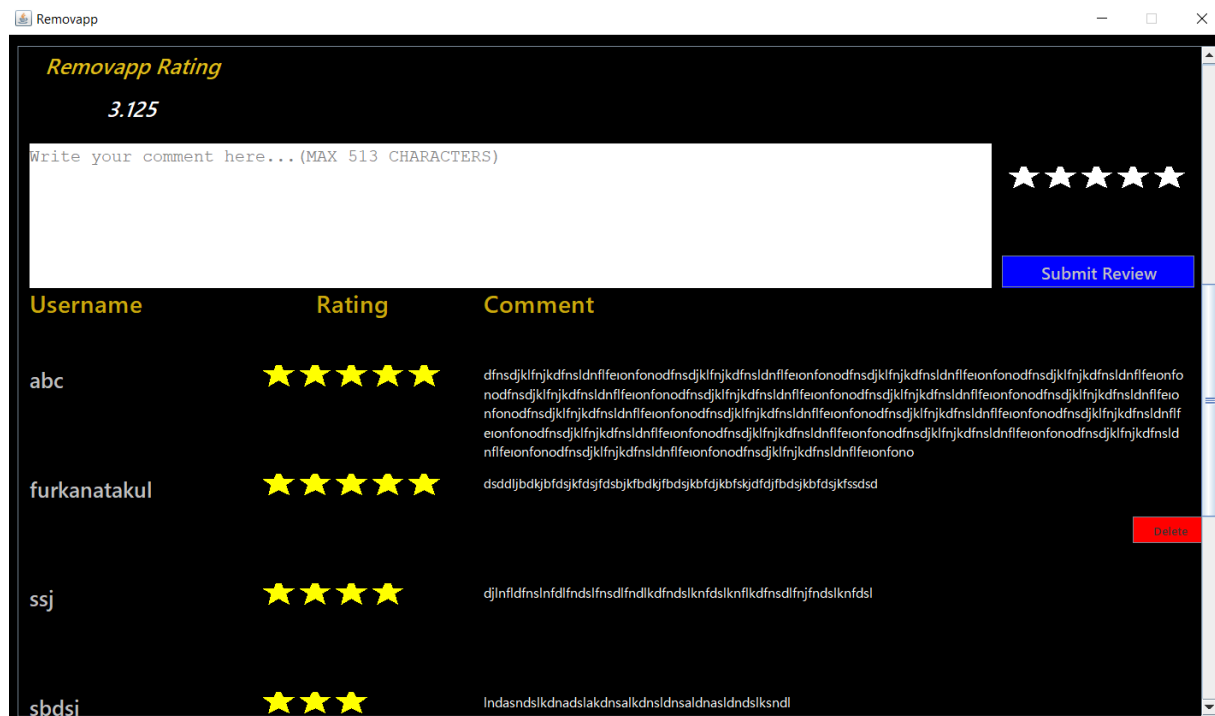 Removapp
Removapp Rating
3.125
Write your comment here...(MAX 513 CHARACTERS)
Submit Review
Username Rating Comment
abc
dfnsdjklfnjkdfnsldnflfeıonfonodfnsdjklfnjkdfnsldnflfeıonfonodfnsdjklfnjkdfnsldnflfeıonfonodfnsdjklfnjkdfnsldnflfeıonfo
nodfnsdjklfnjkdfnsldnflfeıonfonodfnsdjklfnjkdfnsldnflfeıonfonodfnsdjklfnjkdfnsldnflfeıonfonodfnsdjklfnjkdfnsldnflfeıo
nfonodfnsdjklfnjkdfnsldnflfeıonfonodfnsdjklfnjkdfnsldnflfeıonfonodfnsdjklfnjkdfnsldnflfeıonfonodfnsdjklfnjkdfnsldnflf
eıonfonodfnsdjklfnjkdfnsldnflfeıonfonodfnsdjklfnjkdfnsldnflfeıonfonodfnsdjklfnjkdfnsldnflfeıonfonodfnsdjklfnjkdfnsld
nflfeıonfonodfnsdjklfnjkdfnsldnflfeıonfonodfnsdjklfnjkdfnsldnflfeıonfono
furkanatakul dsddljbdkjbfdsjkfdsjfdsbjkfbdkjfbdsjkbfdjkbfskjdfdjfbdsjkbfdsjkfssdsd
Delete
ssj djlnfldfnslnfdlfndslfnsdlfndlkdfndslknfdslknflkdfnsdlfnjfndslknfdsl
sbdsj lndasndslkdnadslakdnsalkdnsldnsaldnasldndslksndl